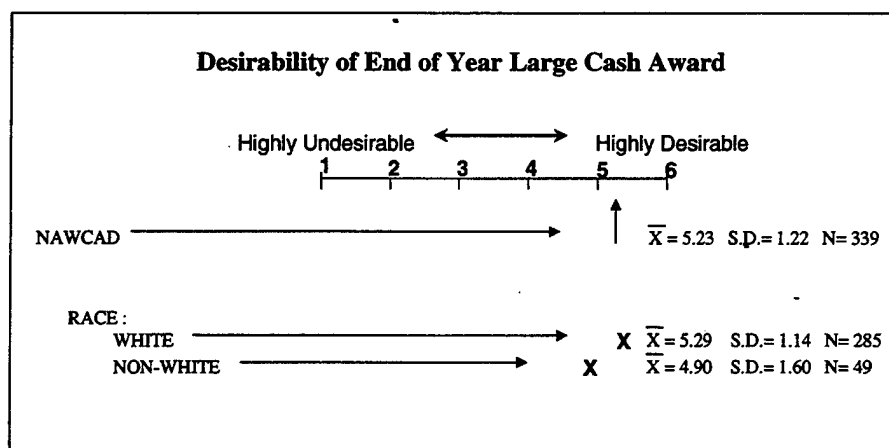 Desirability of End of Year Large Cash Award
Highly Undesirable Highly Desirable
1 2 3 4 5 6
NAWCAD X̄ = 5.23 S.D.= 1.22 N= 339
RACE :
WHITE X X̄ = 5.29 S.D.= 1.14 N= 285
NON-WHITE X X̄ = 4.90 S.D.= 1.60 N= 49